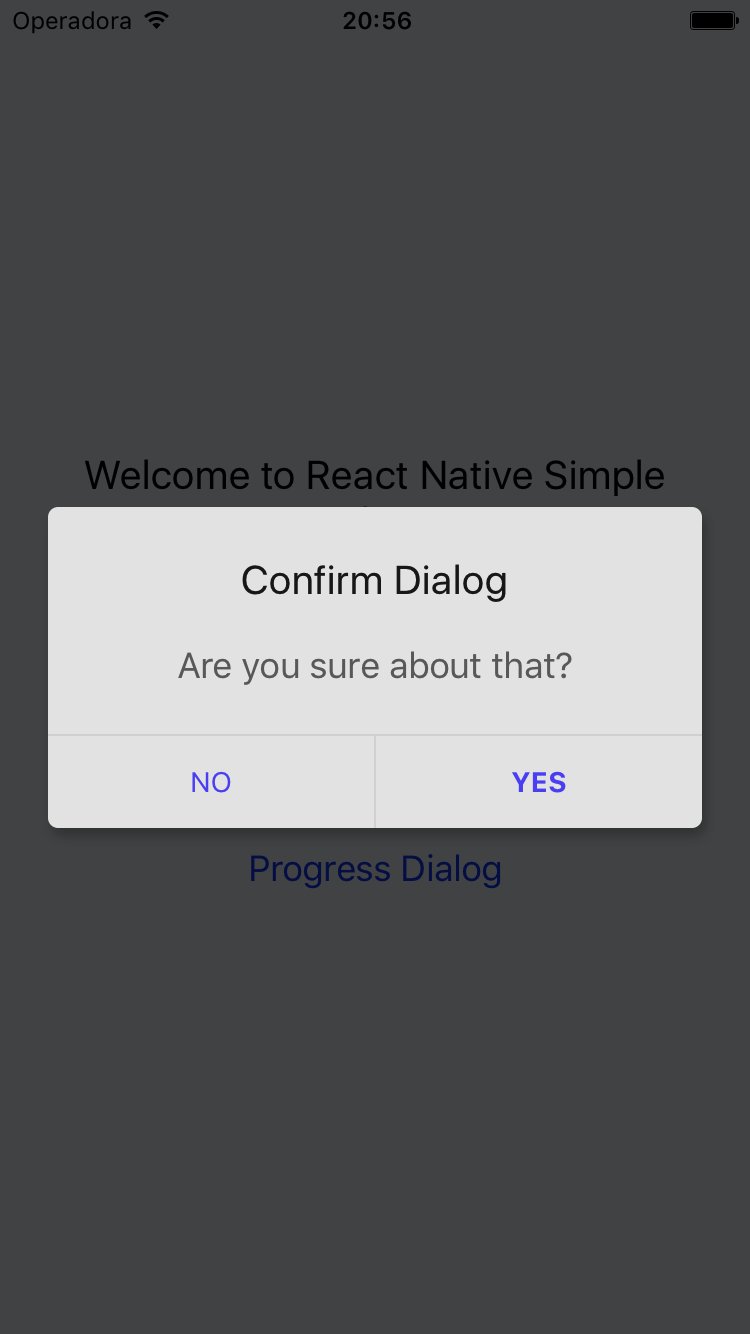 Operadora 20:56
Welcome to React Native Simple
Confirm Dialog
Are you sure about that?
NO YES
Progress Dialog